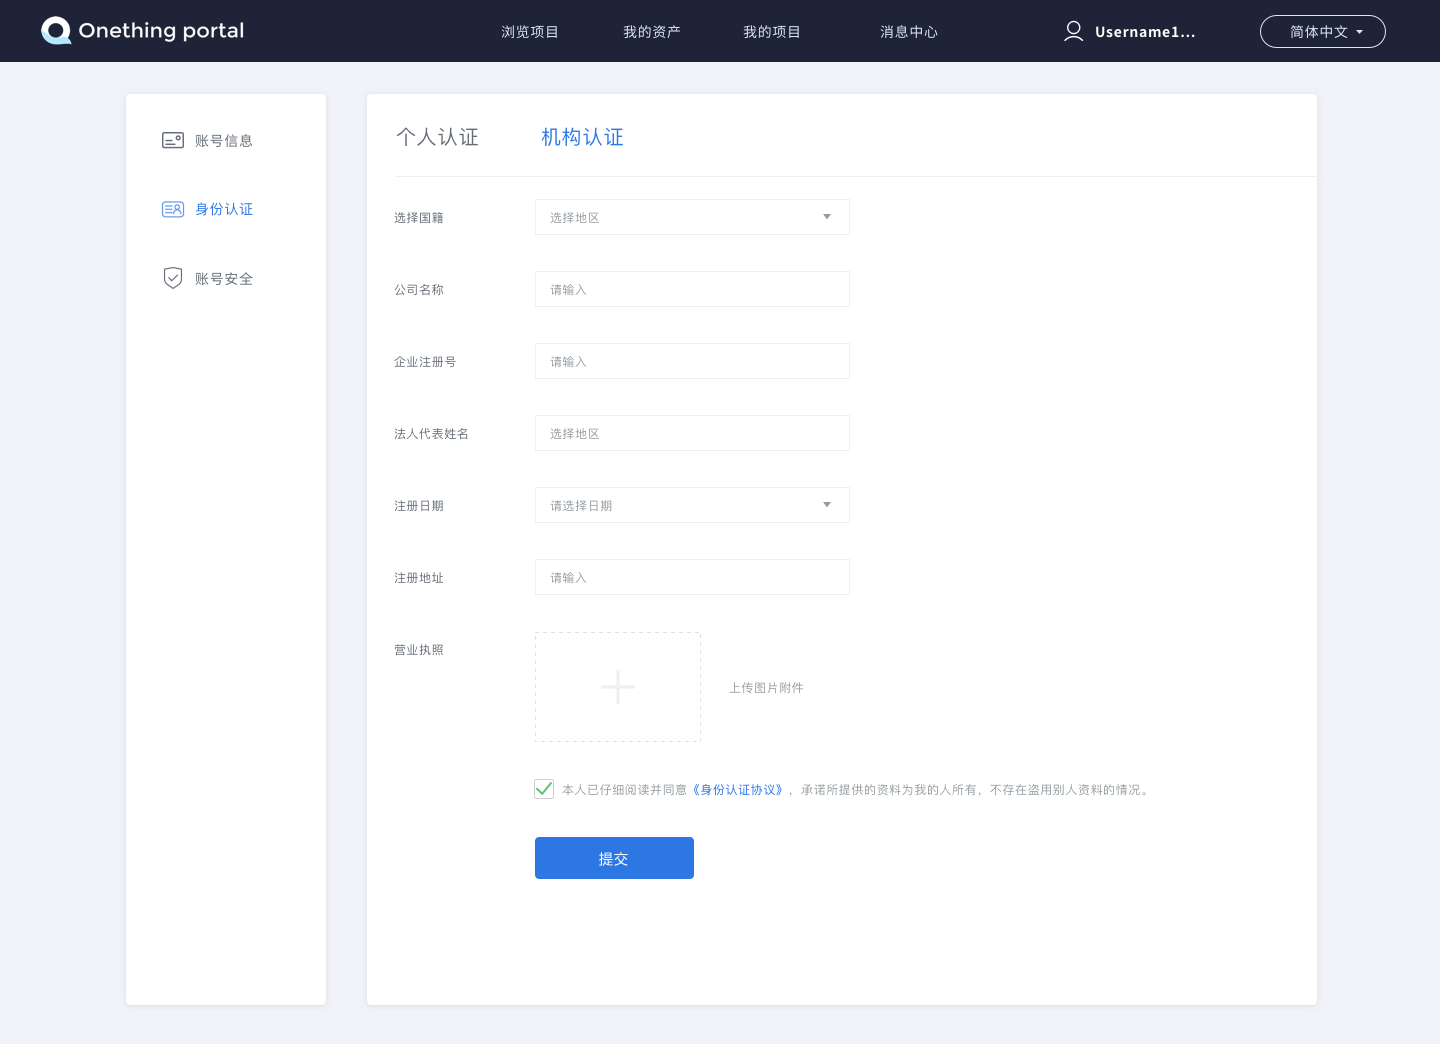 Onething portal
浏览项目
我的资产
我的项目
消息中心
Username1...
简体中文
账号信息
身份认证
账号安全
个人认证
机构认证
选择国籍
选择地区
公司名称
请输入
企业注册号
请输入
法人代表姓名
选择地区
注册日期
请选择日期
注册地址
请输入
营业执照
上传图片附件
本人已仔细阅读并同意《身份认证协议》，承诺所提供的资料为我的人所有，不存在盗用别人资料的情况。
提交